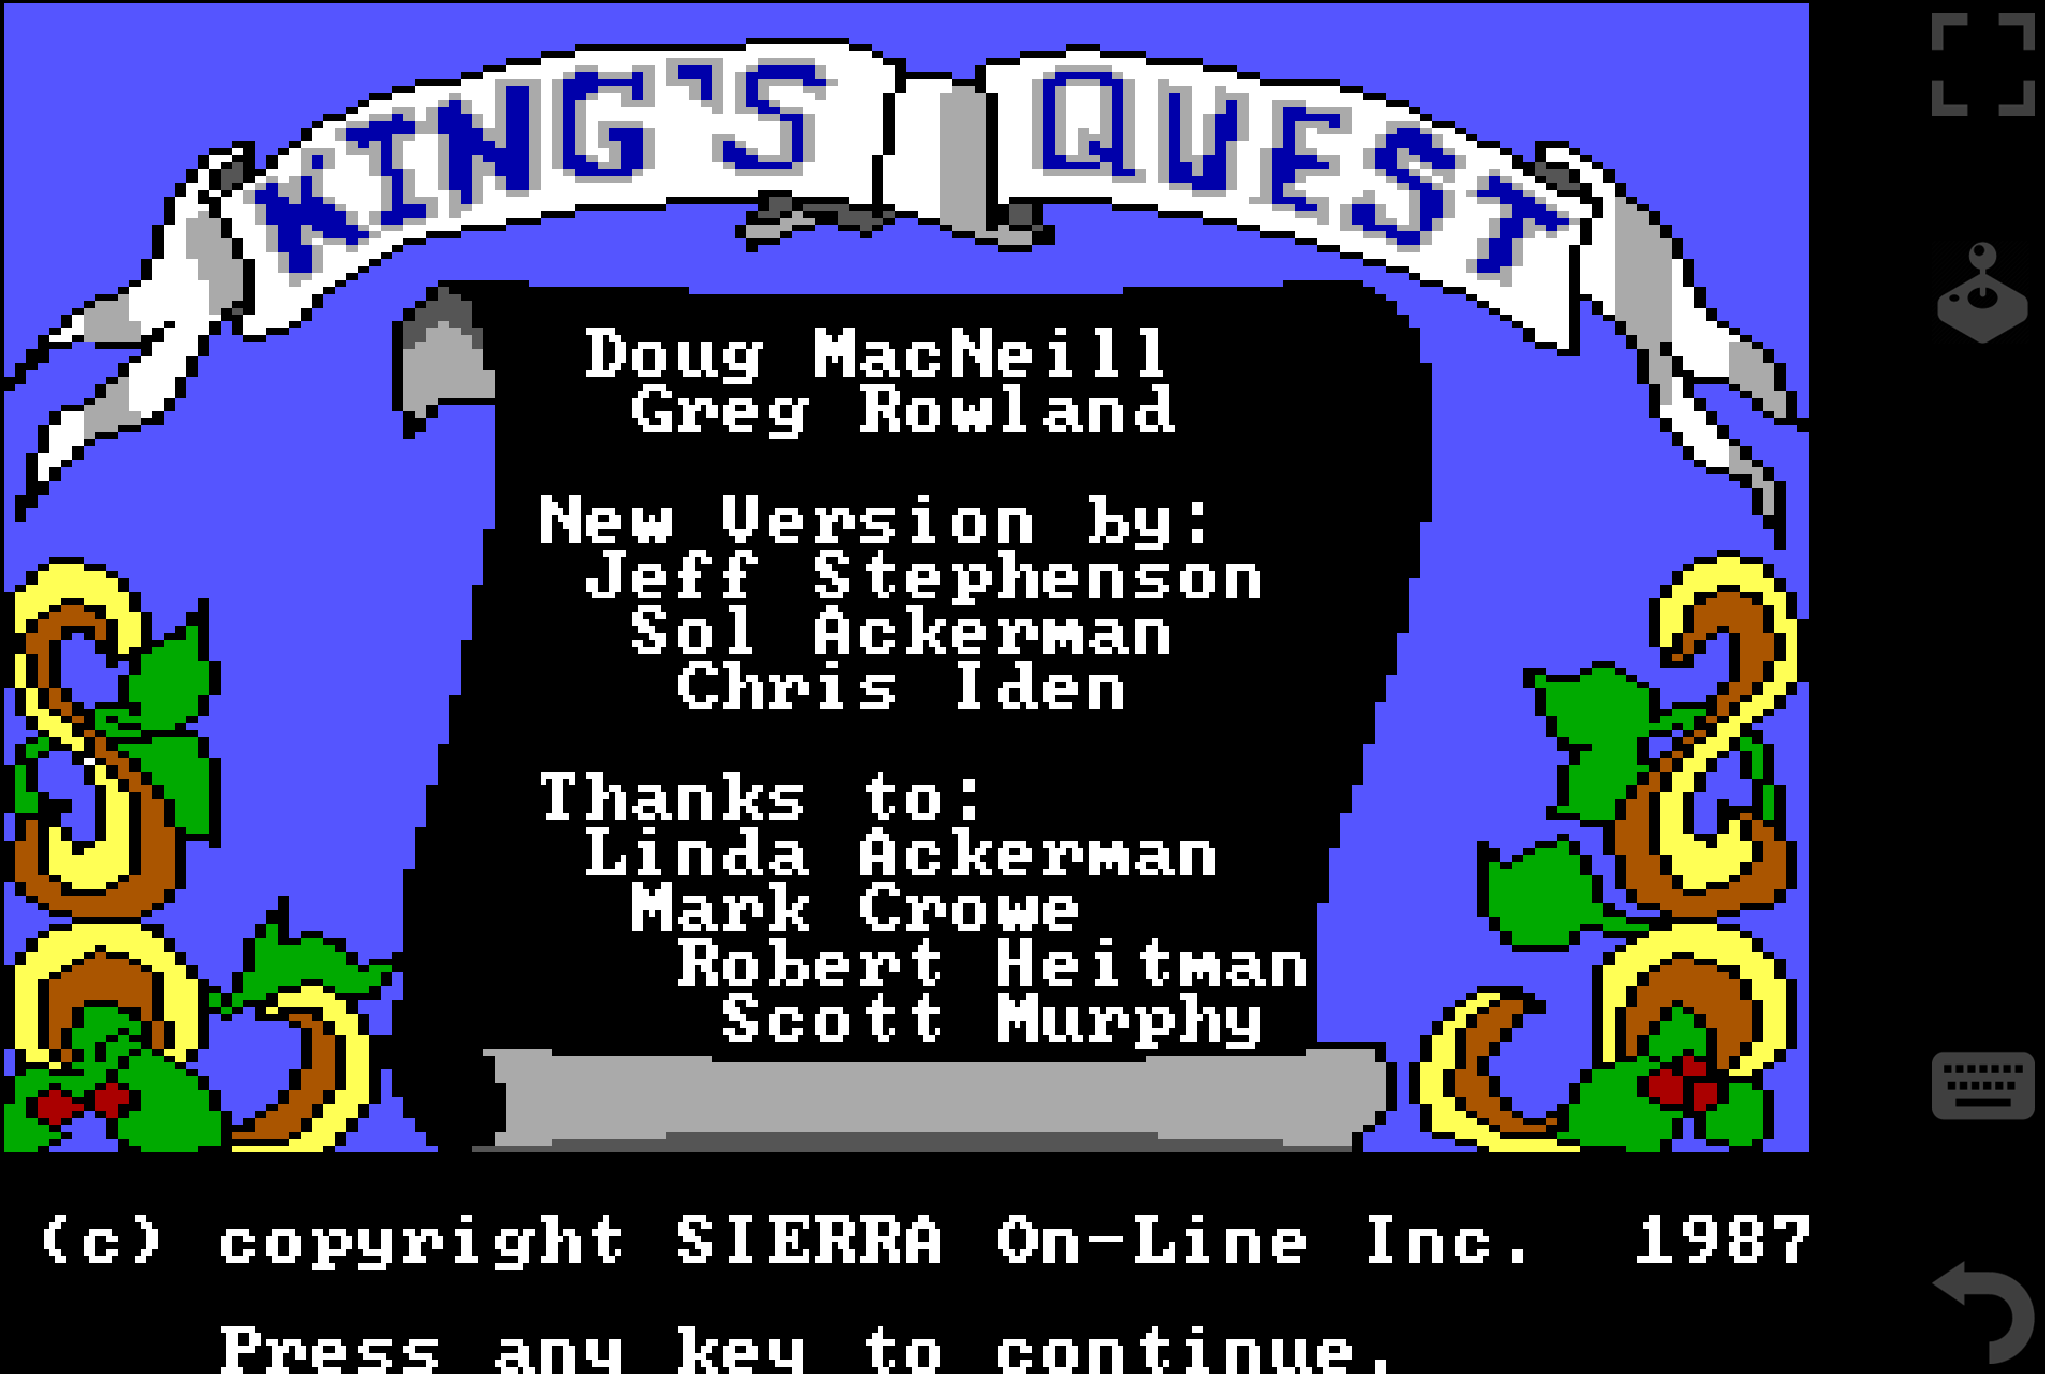 KING'S QUEST
Doug MacNeill
Greg Rowland
New Version by:
Jeff Stephenson
Sol Ackerman
Chris Iden
Thanks to:
Linda Ackerman
Mark Crowe
Robert Heitman
Scott Murphy
(c) copyright SIERRA On-Line Inc. 1987
Press any key to continue.